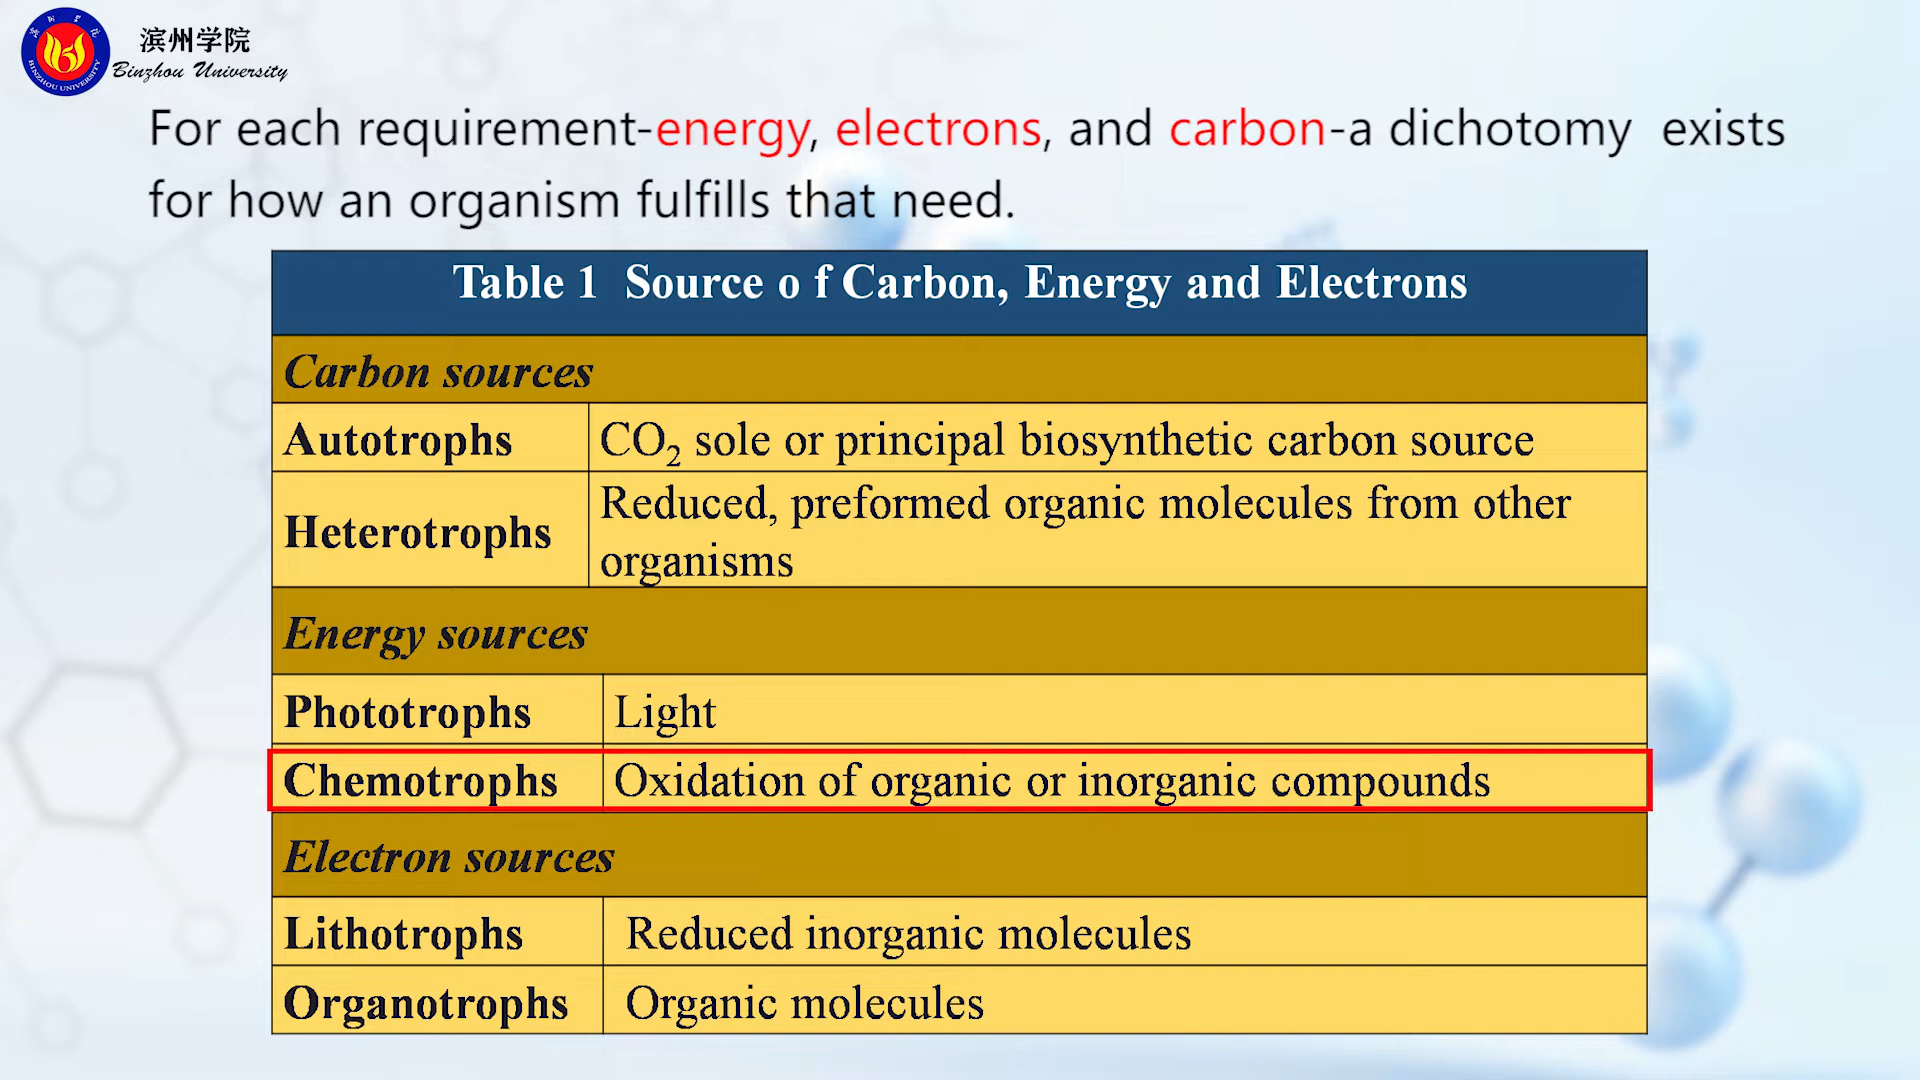 滨州学院
Binzhou University
BINZHOU UNIVERSITY
For each requirement-energy, electrons, and carbon-a dichotomy exists
for how an organism fulfills that need.
Table 1 Source o f Carbon, Energy and Electrons
Carbon sources
Autotrophs CO₂ sole or principal biosynthetic carbon source
Heterotrophs Reduced, preformed organic molecules from other
organisms
Energy sources
Phototrophs Light
Chemotrophs Oxidation of organic or inorganic compounds
Electron sources
Lithotrophs Reduced inorganic molecules
Organotrophs Organic molecules